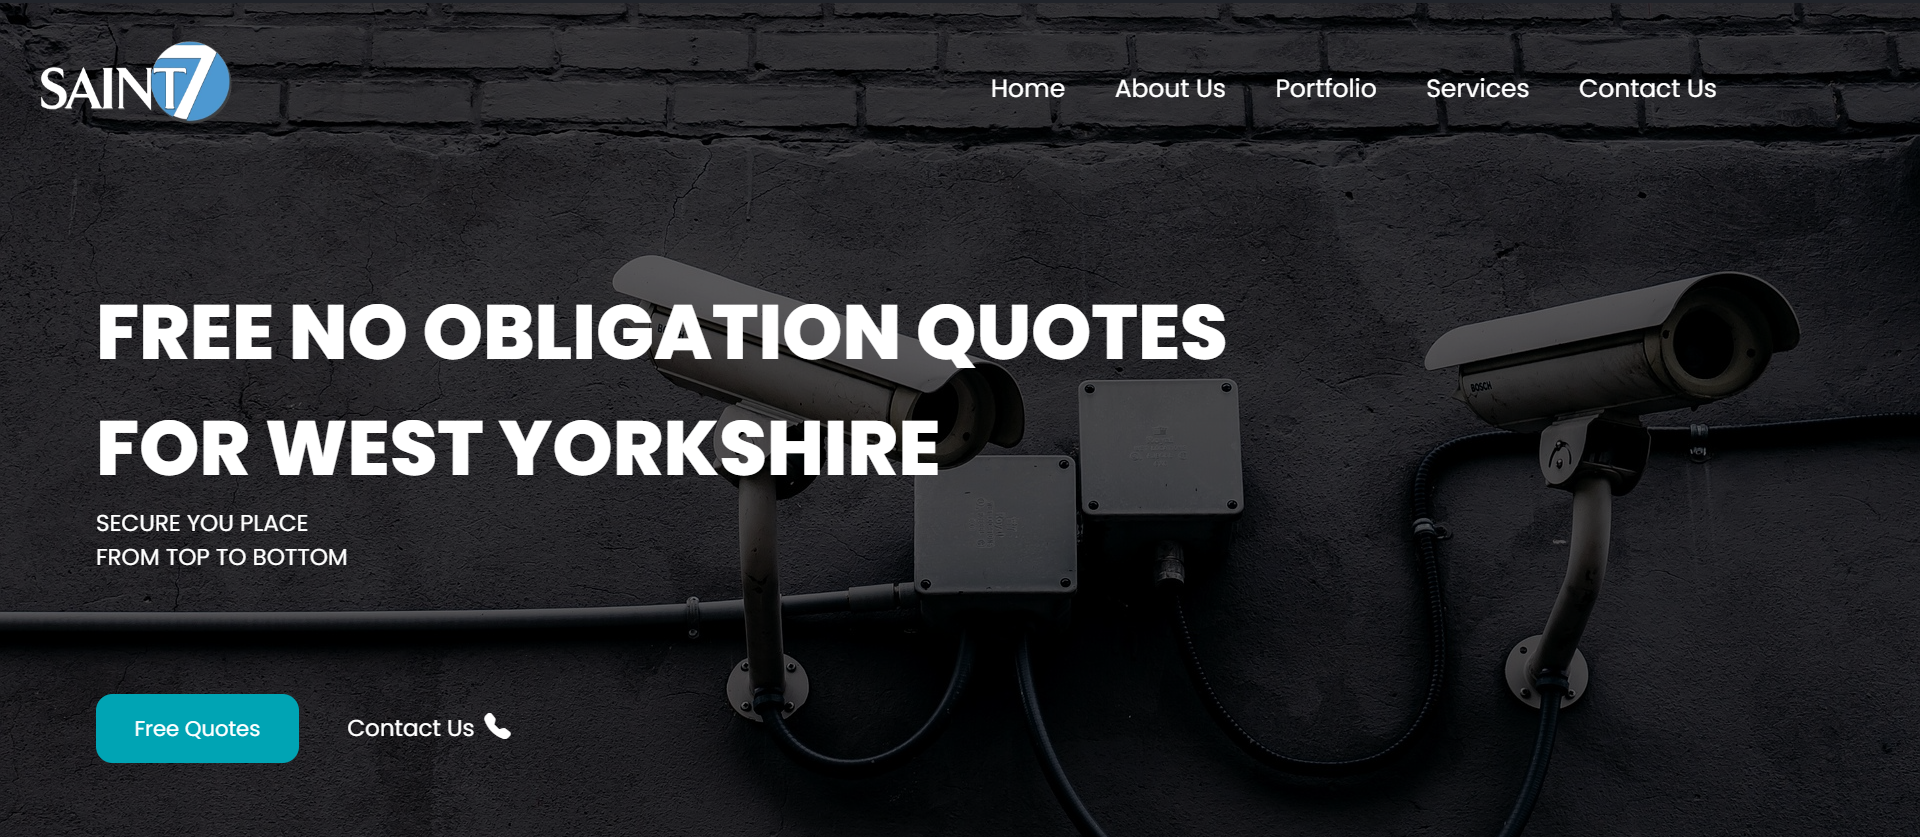 SAINT7
Home About Us Portfolio Services Contact Us
FREE NO OBLIGATION QUOTES
FOR WEST YORKSHIRE
BOSCH
SECURE YOU PLACE
FROM TOP TO BOTTOM
Free Quotes Contact Us